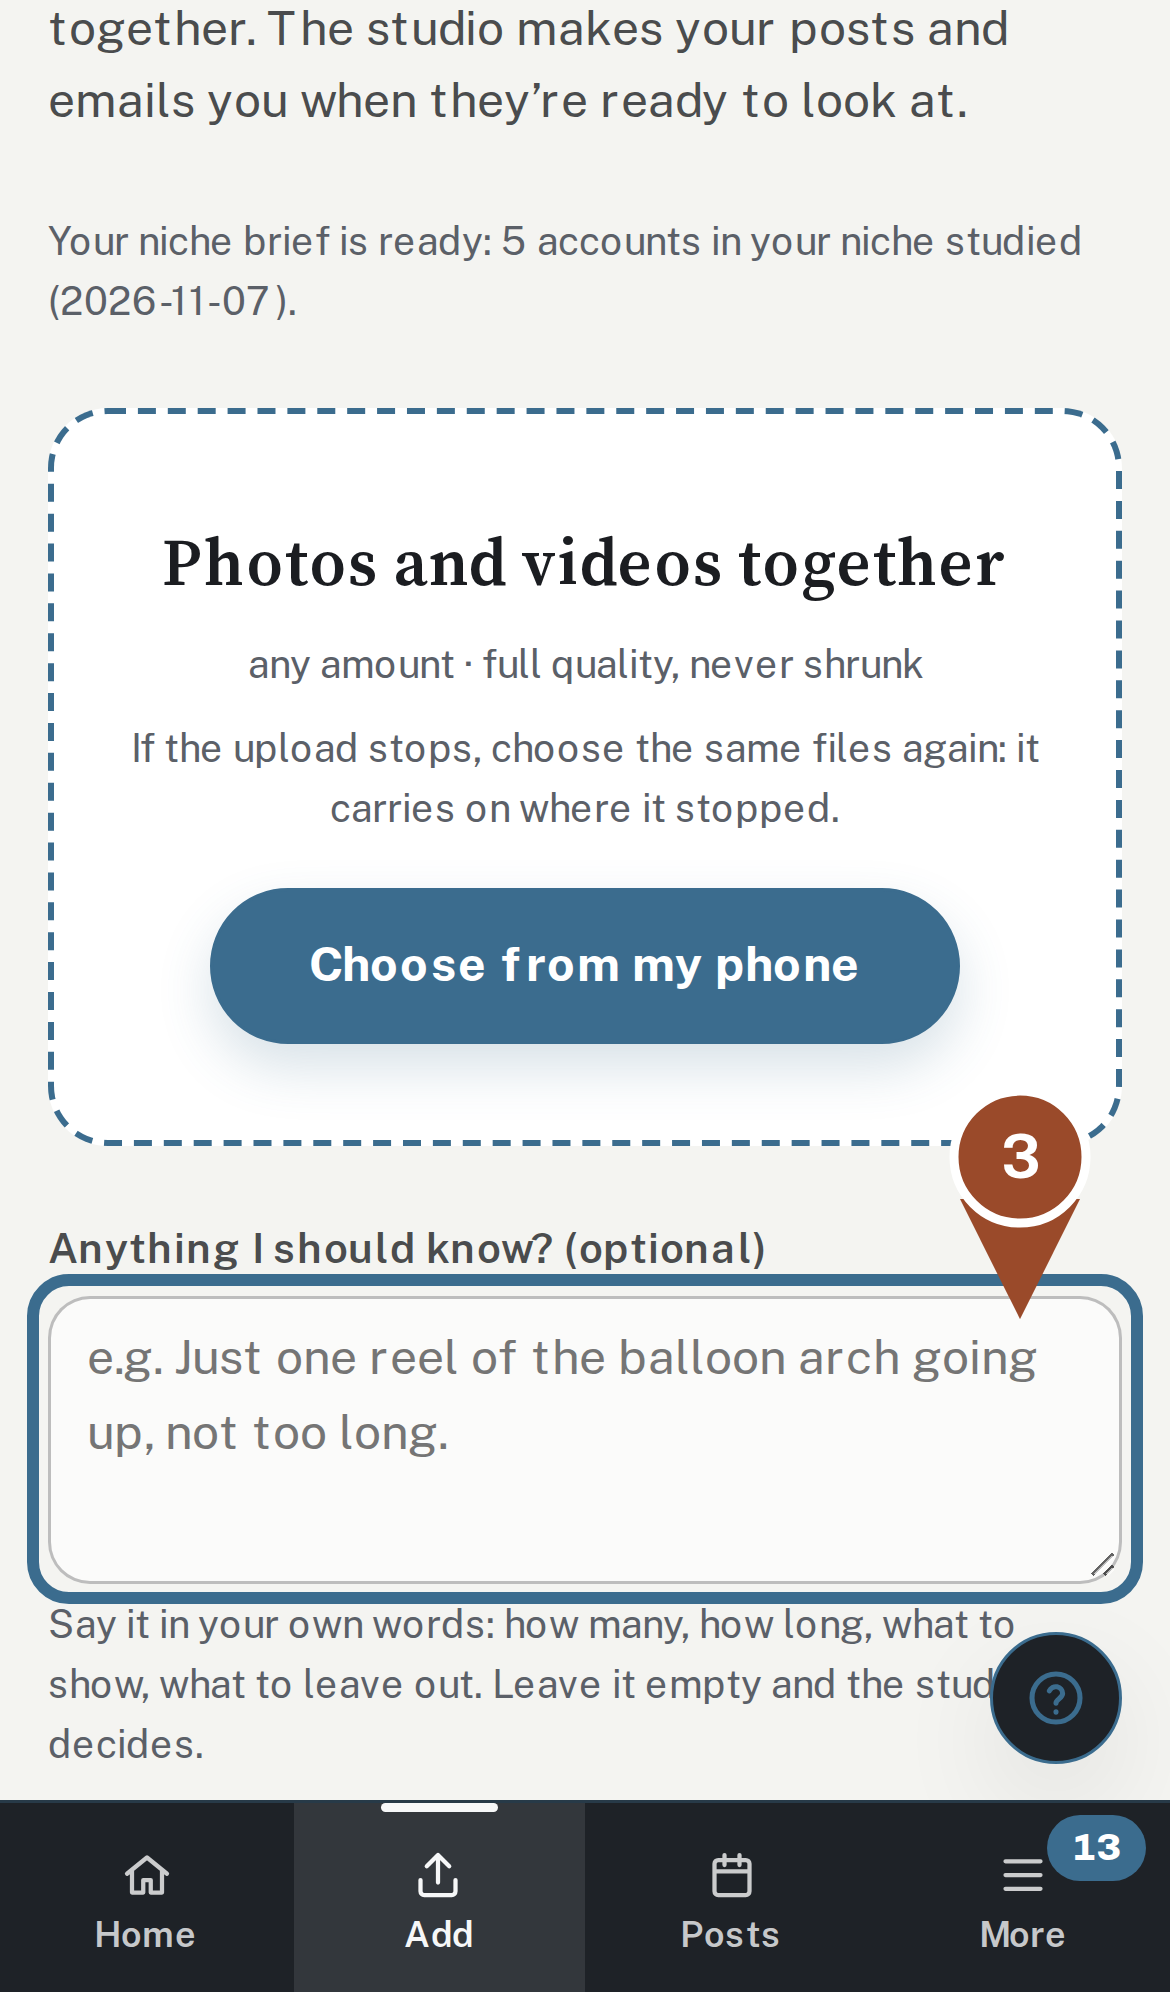 together. The studio makes your posts and
emails you when they’re ready to look at.
Your niche brief is ready: 5 accounts in your niche studied
(2026-11-07).
Photos and videos together
any amount · full quality, never shrunk
If the upload stops, choose the same files again: it
carries on where it stopped.
Choose from my phone
3
Anything I should know? (optional)
e.g. Just one reel of the balloon arch going
up, not too long.
Say it in your own words: how many, how long, what to
show, what to leave out. Leave it empty and the
decides.
13
Home
Add
Posts
More